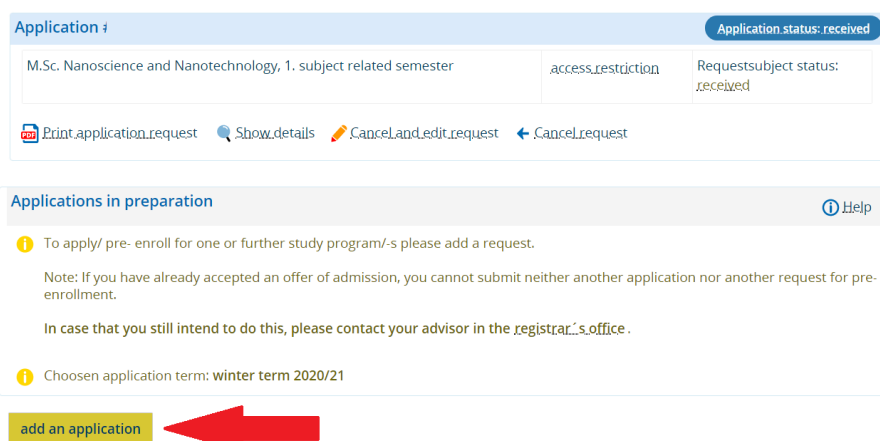 Application #
Application status: received
M.Sc. Nanoscience and Nanotechnology, 1. subject related semester
access restriction
Requestsubject status:
received
PDF
Print application request
Show details
Cancel and edit request
Cancel request
Applications in preparation
Help
To apply/ pre- enroll for one or further study program/-s please add a request.
Note: If you have already accepted an offer of admission, you cannot submit neither another application nor another request for pre-
enrollment.
In case that you still intend to do this, please contact your advisor in the registrar´s office .
Choosen application term: winter term 2020/21
add an application